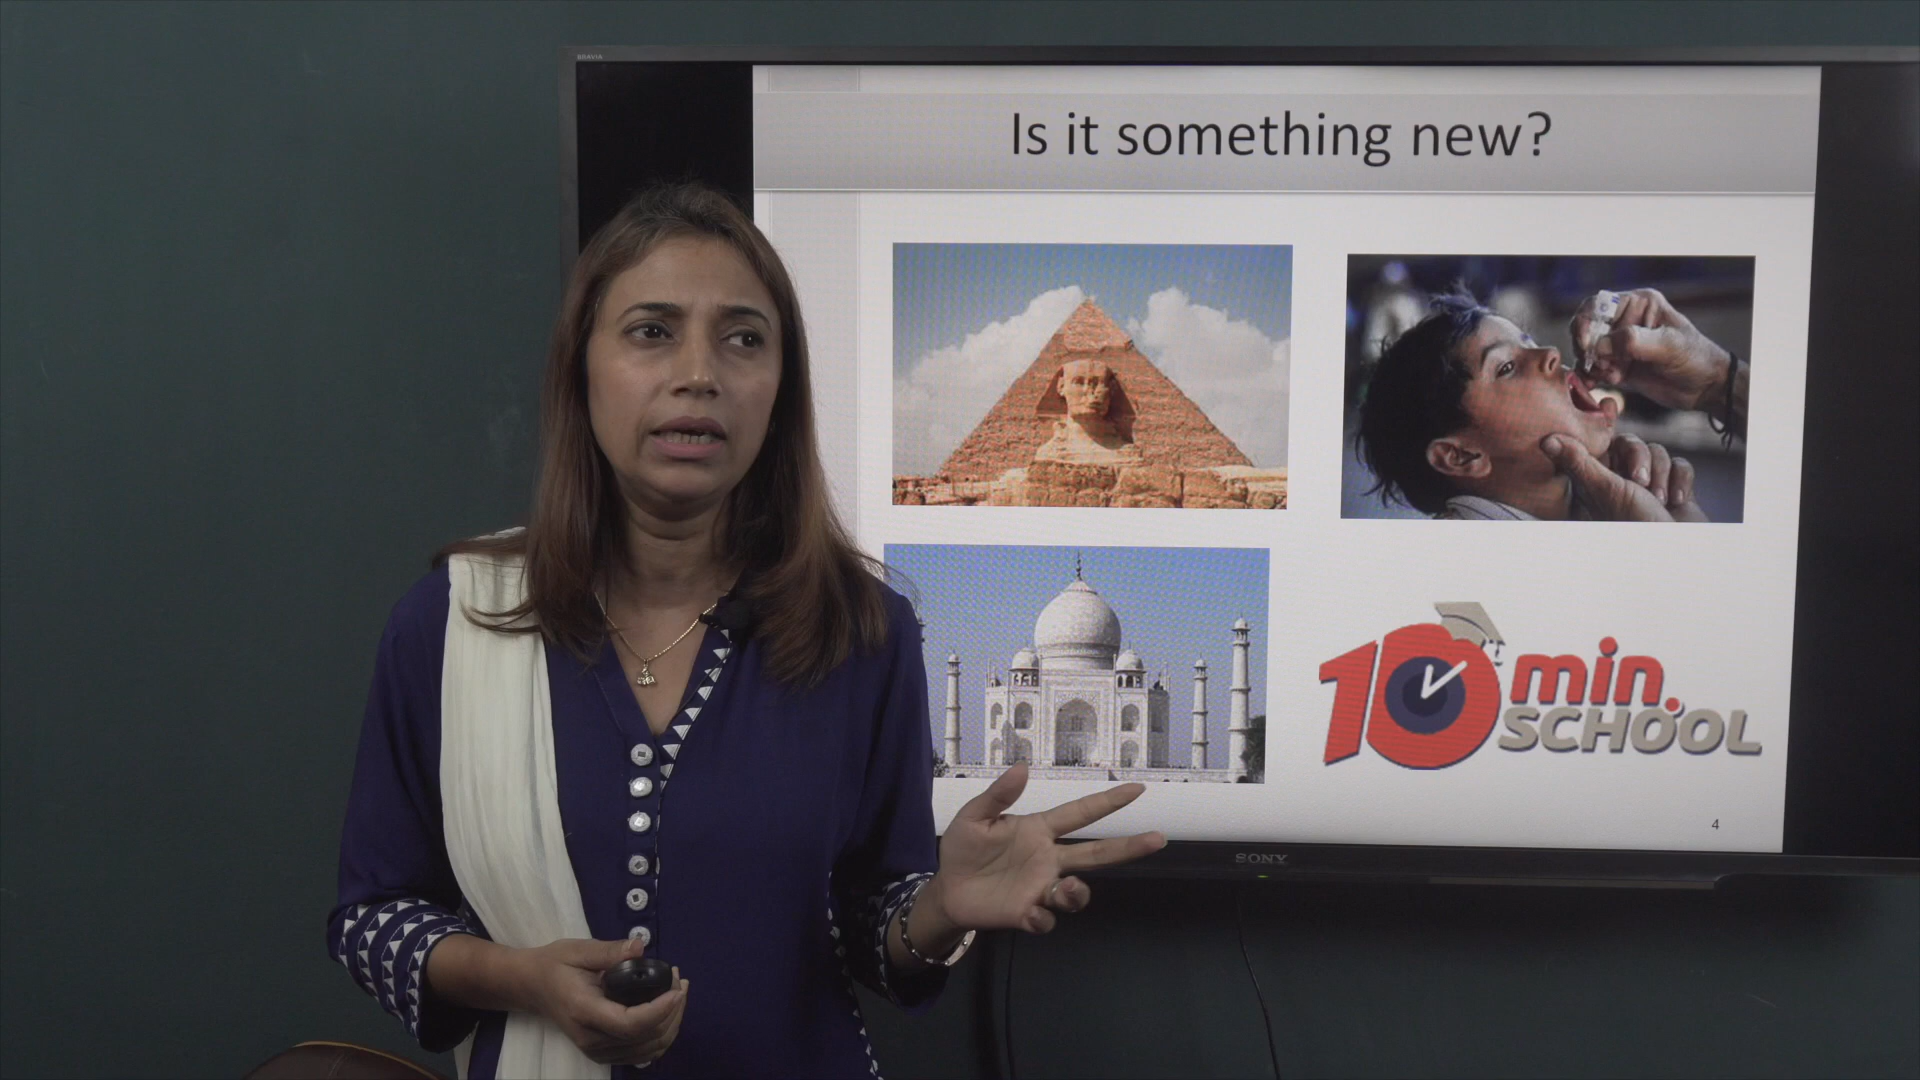 BRAVIA
Is it something new?
10 min.
SCHOOL
4
SONY